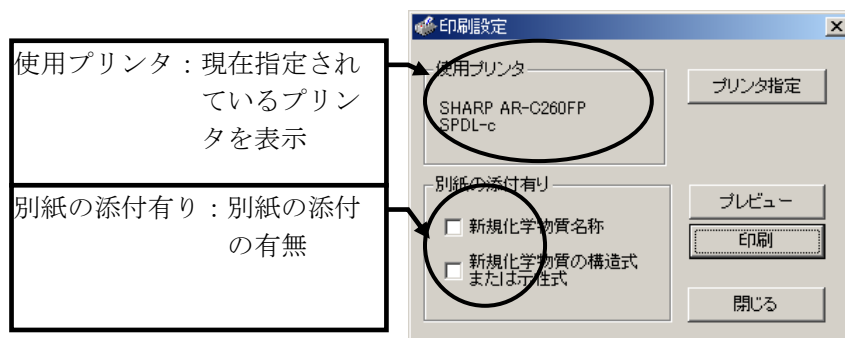 使用プリンタ：現在指定され
ているプリン
タを表示
別紙の添付有り：別紙の添付
の有無
印刷設定
使用プリンタ
SHARP AR-C260FP
SPDL-c
プリンタ指定
別紙の添付有り
新規化学物質名称
新規化学物質の構造式
または示性式
プレビュー
印刷
閉じる